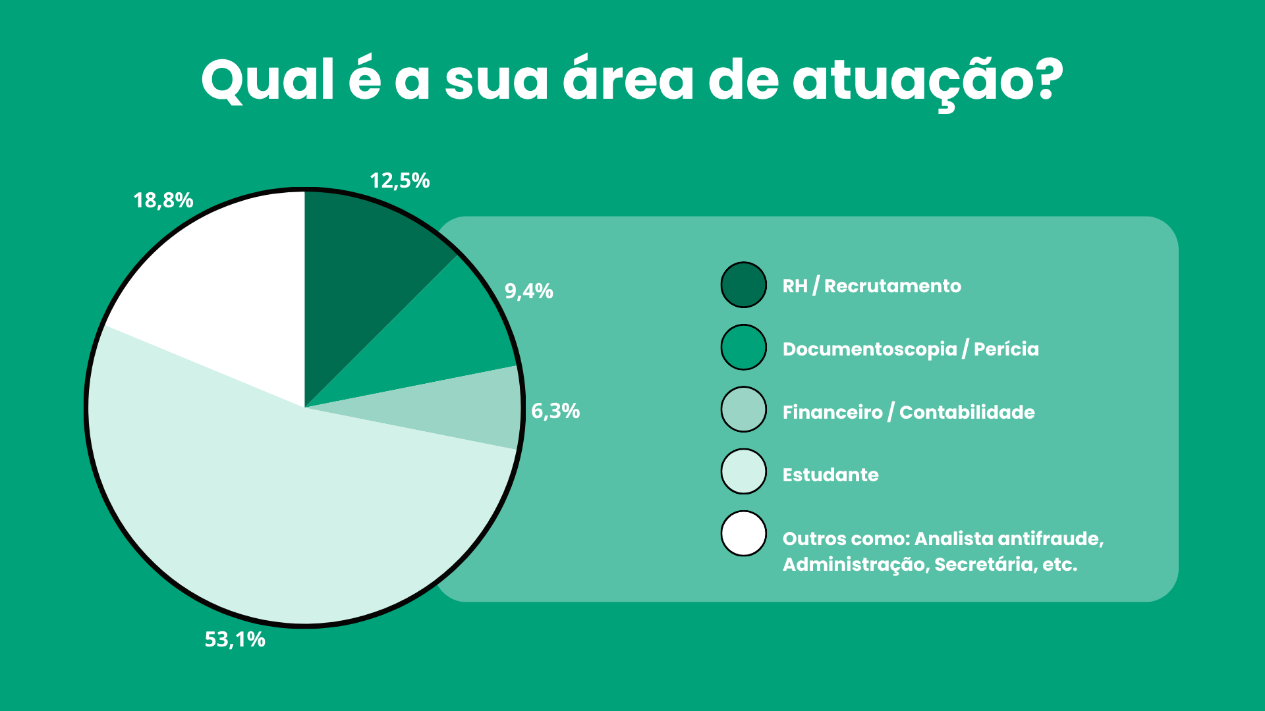 Qual é a sua área de atuação?
12,5%
18,8%
9,4%
6,3%
53,1%
RH / Recrutamento
Documentoscopia / Perícia
Financeiro / Contabilidade
Estudante
Outros como: Analista antifraude,
Administração, Secretária, etc.